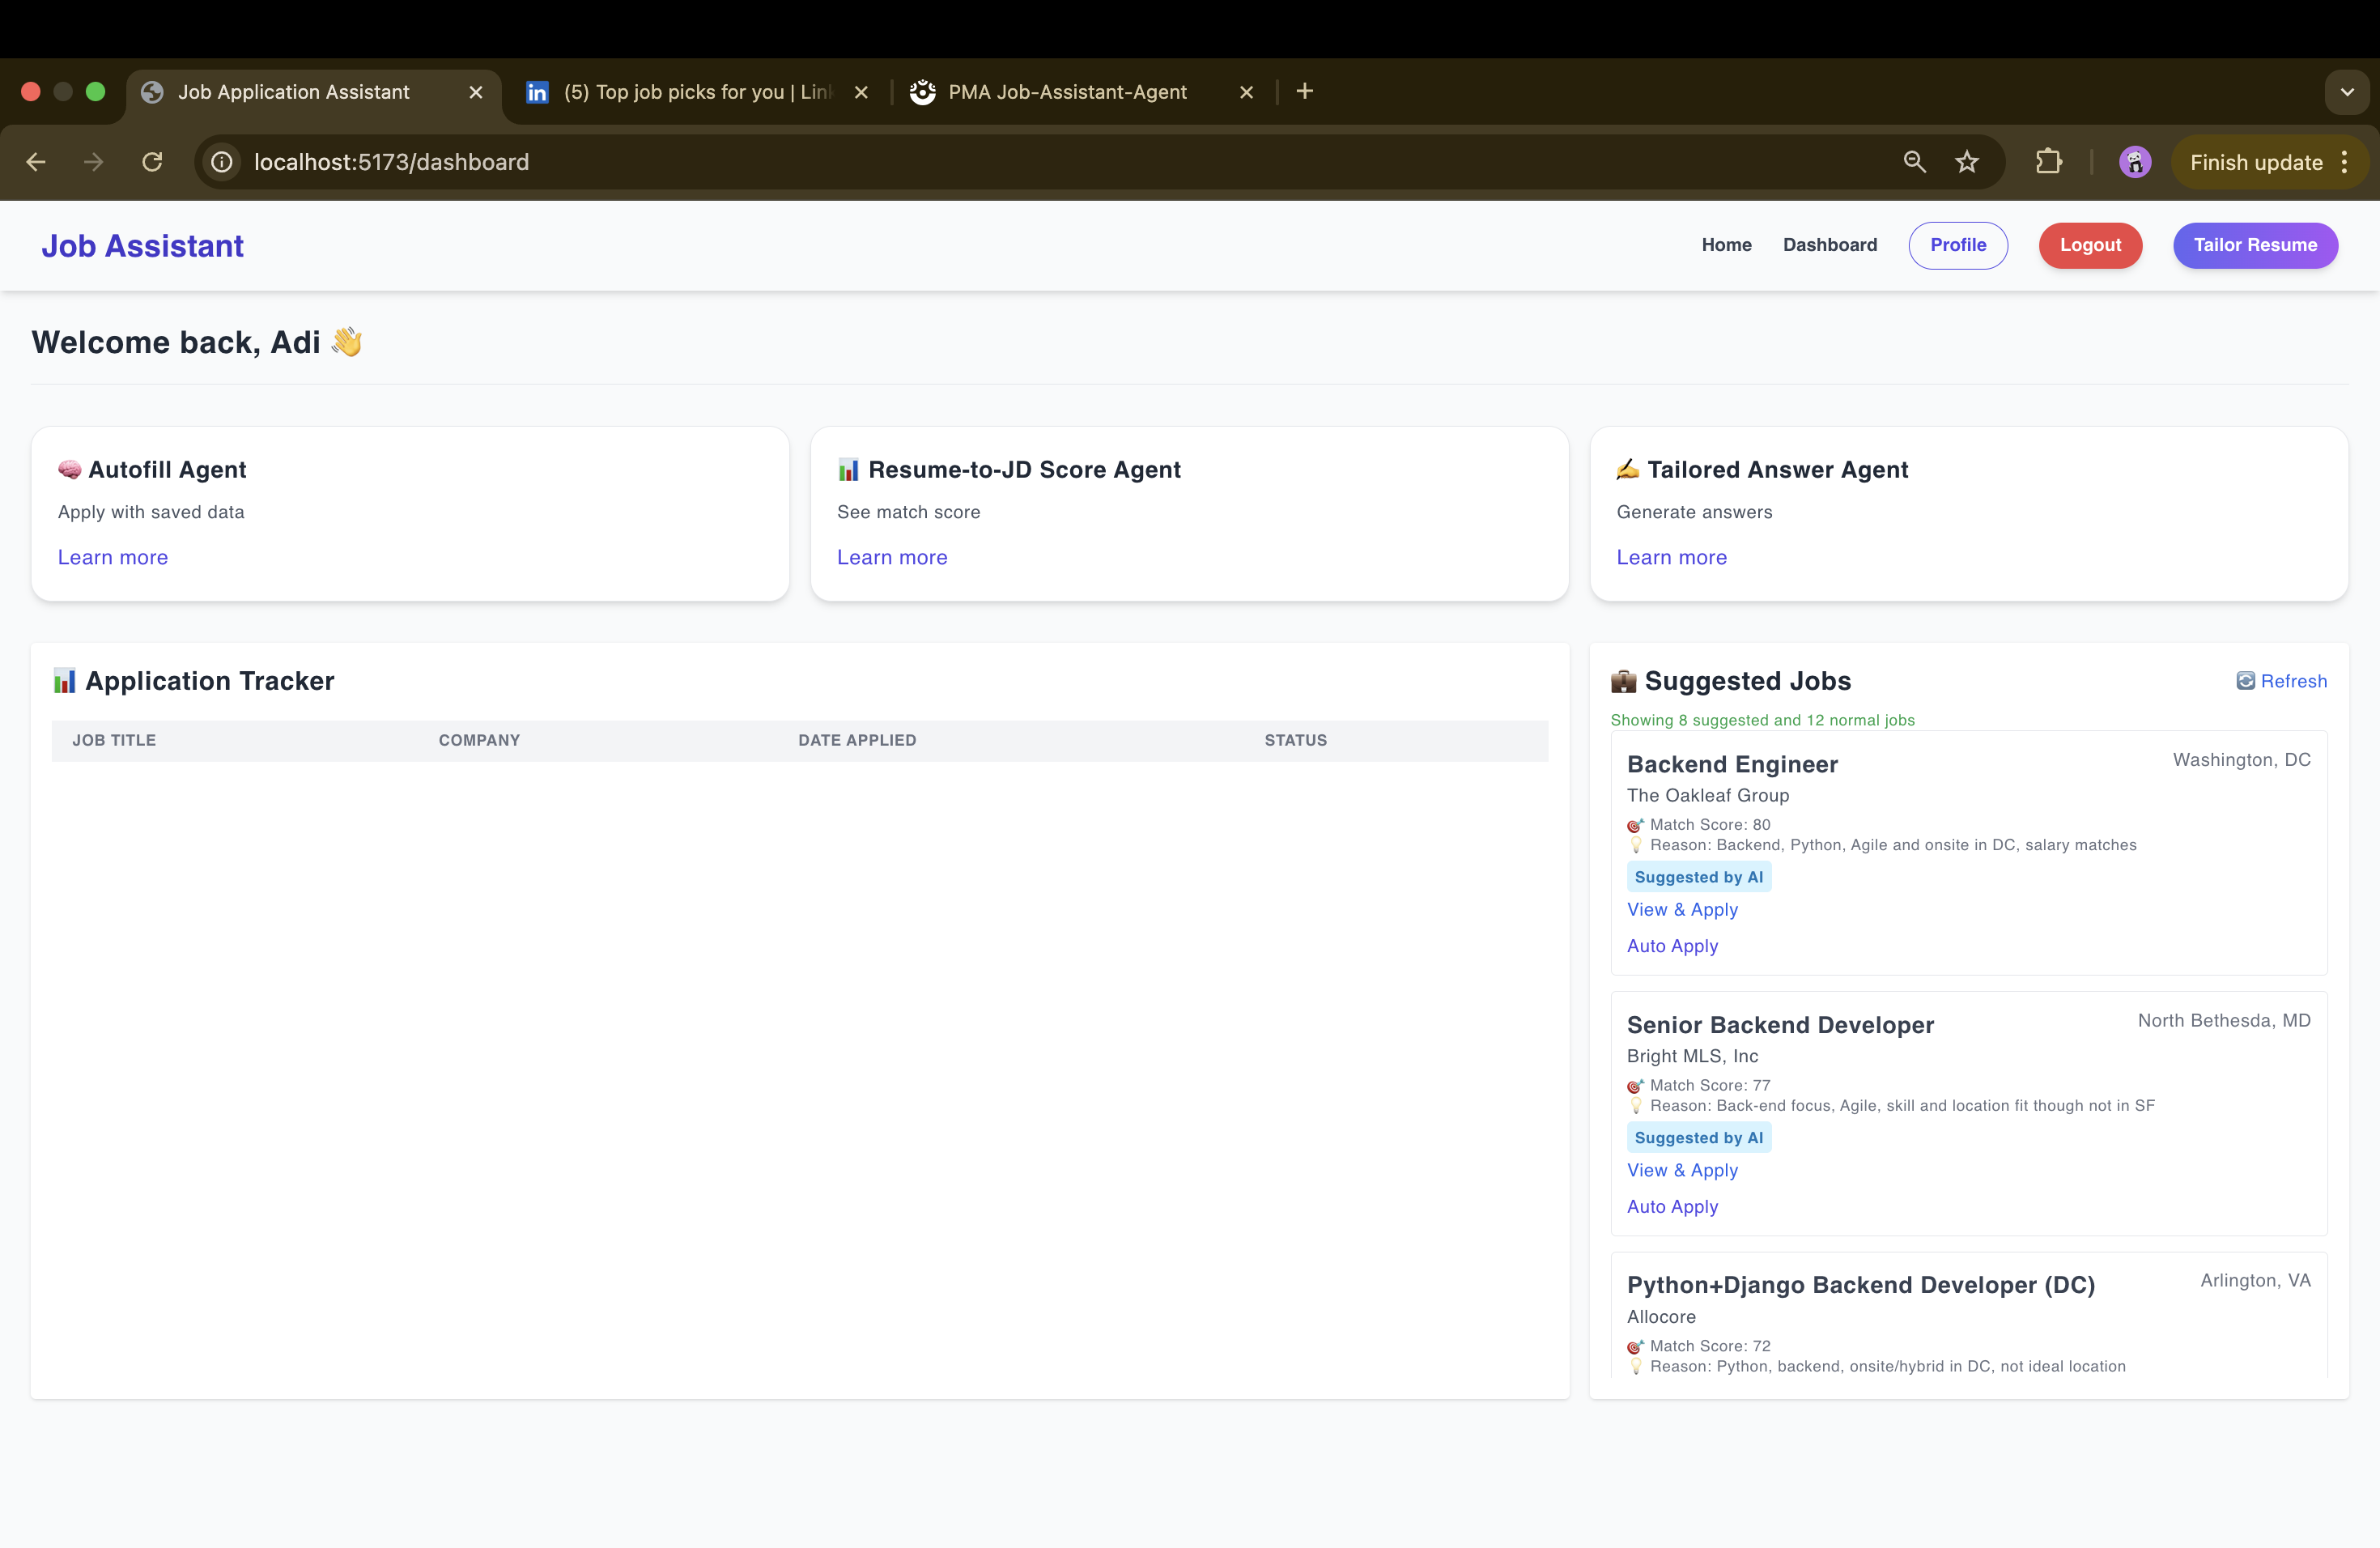 Job Application Assistant
(5) Top job picks for you | Lin
PMA Job-Assistant-Agent
localhost:5173/dashboard
Finish update
Job Assistant
Home
Dashboard
Profile
Logout
Tailor Resume
Welcome back, Adi 👋
🧠 Autofill Agent
Apply with saved data
Learn more
📊 Resume-to-JD Score Agent
See match score
Learn more
✍️ Tailored Answer Agent
Generate answers
Learn more
📊 Application Tracker
JOB TITLE COMPANY DATE APPLIED STATUS
💼 Suggested Jobs
🔄 Refresh
Showing 8 suggested and 12 normal jobs
Backend Engineer
Washington, DC
The Oakleaf Group
🎯 Match Score: 80
💡 Reason: Backend, Python, Agile and onsite in DC, salary matches
Suggested by AI
View & Apply
Auto Apply
Senior Backend Developer
North Bethesda, MD
Bright MLS, Inc
🎯 Match Score: 77
💡 Reason: Back-end focus, Agile, skill and location fit though not in SF
Suggested by AI
View & Apply
Auto Apply
Python+Django Backend Developer (DC)
Arlington, VA
Allocore
🎯 Match Score: 72
💡 Reason: Python, backend, onsite/hybrid in DC, not ideal location